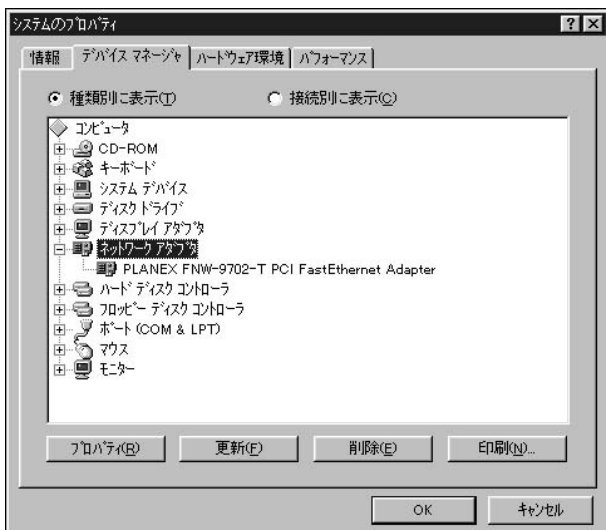 システムのプロパティ
情報 デバイス マネージャ ハードウェア環境 パフォーマンス
種類別に表示(T) 接続別に表示(C)
コンピュータ
CD-ROM
キーボード
システム デバイス
ディスク ドライブ
ディスプレイ アダプタ
ネットワーク アダプタ
PLANEX FNW-9702-T PCI FastEthernet Adapter
ハード ディスク コントローラ
フロッピー ディスク コントローラ
ポート (COM & LPT)
マウス
モニター
プロパティ(R) 更新(F) 削除(E) 印刷(N)...
OK キャンセル